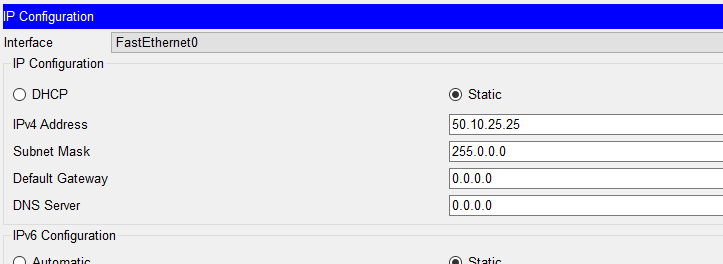 IP Configuration
Interface FastEthernet0
IP Configuration
DHCP Static
IPv4 Address 50.10.25.25
Subnet Mask 255.0.0.0
Default Gateway 0.0.0.0
DNS Server 0.0.0.0
IPv6 Configuration
Automatic Static